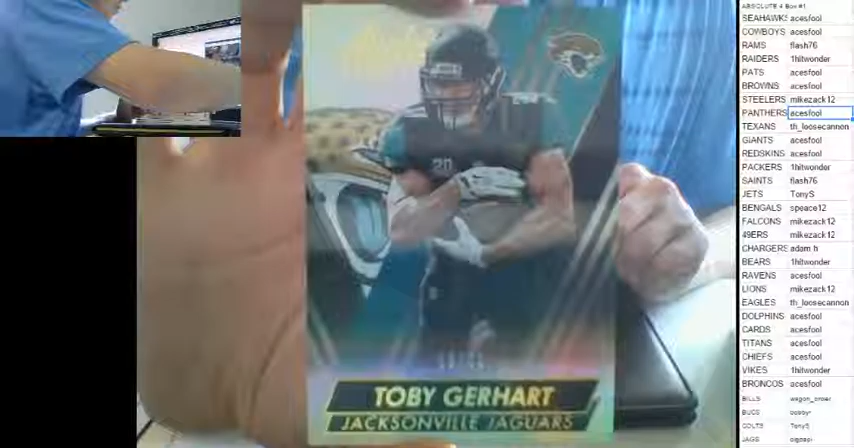 ABSOLUTE 4 Box #1
SEAHAWKS acesfool
COWBOYS acesfool
RAMS flash76
RAIDERS 1hitwonder
PATS acesfool
BROWNS acesfool
STEELERS mikezack12
PANTHERS acesfool
TEXANS th_loosecannon
GIANTS acesfool
REDSKINS acesfool
PACKERS 1hitwonder
SAINTS flash76
JETS TonyS
BENGALS speace12
FALCONS mikezack12
49ERS mikezack12
CHARGERS adam h
BEARS 1hitwonder
RAVENS acesfool
LIONS mikezack12
EAGLES th_loosecannon
DOLPHINS acesfool
CARDS acesfool
TITANS acesfool
CHIEFS acesfool
VIKES 1hitwonder
BRONCOS acesfool
BILLS
BUCS
COLTS TonyS
JAGS
TOBY GERHART
JACKSONVILLE JAGUARS